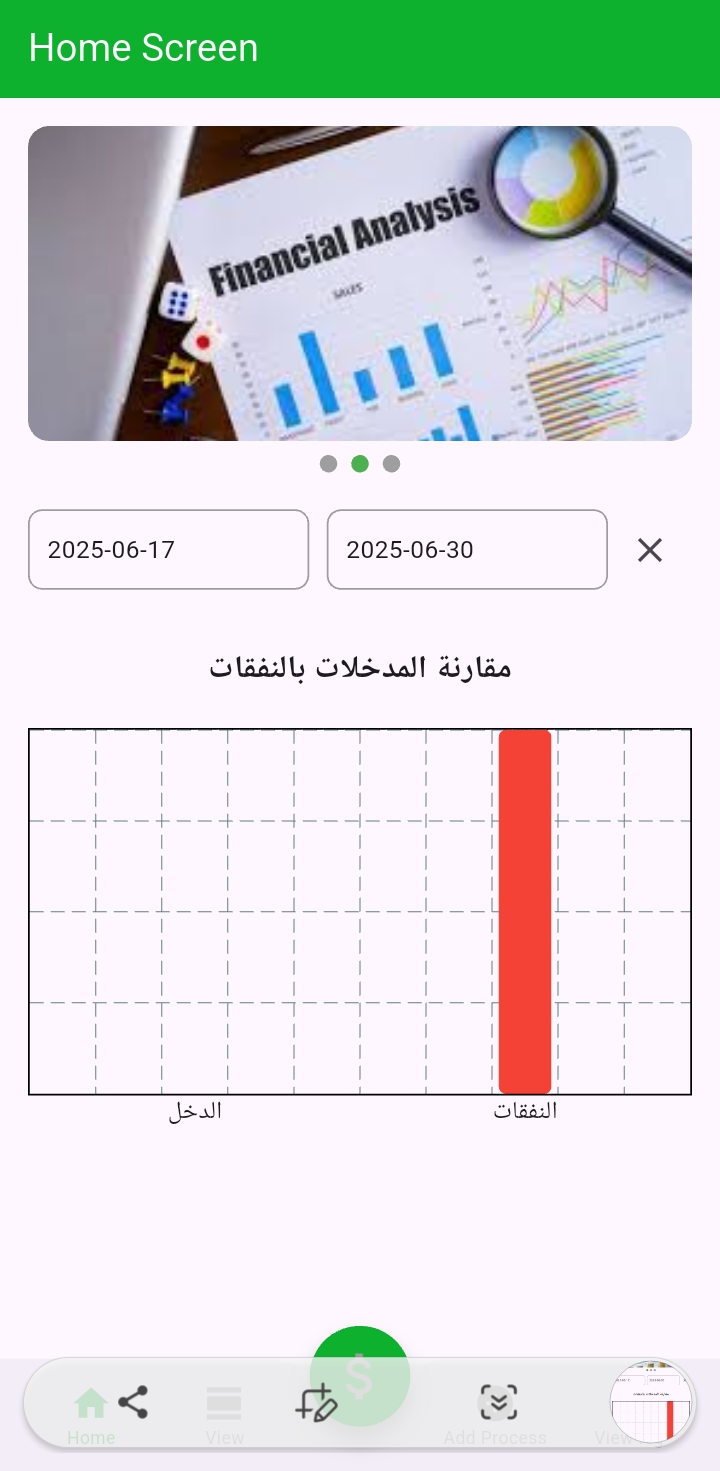 Home Screen
Financial Analysis
SALES
2025-06-17
2025-06-30
مقارنة المدخلات بالنفقات
الدخل
النفقات
$
Home
View
Add Process
View